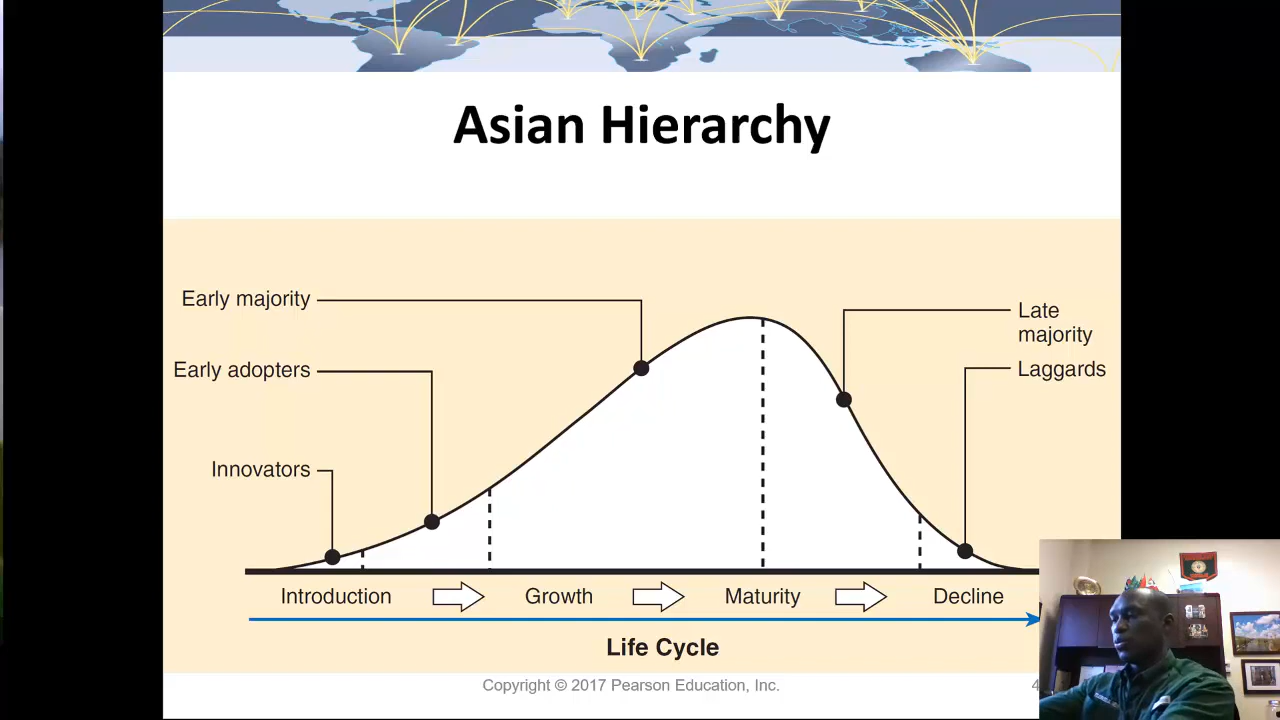 Asian Hierarchy
Early majority
Late
majority
Early adopters
Laggards
Innovators
Introduction
Growth
Maturity
Decline
Life Cycle
Copyright © 2017 Pearson Education, Inc.